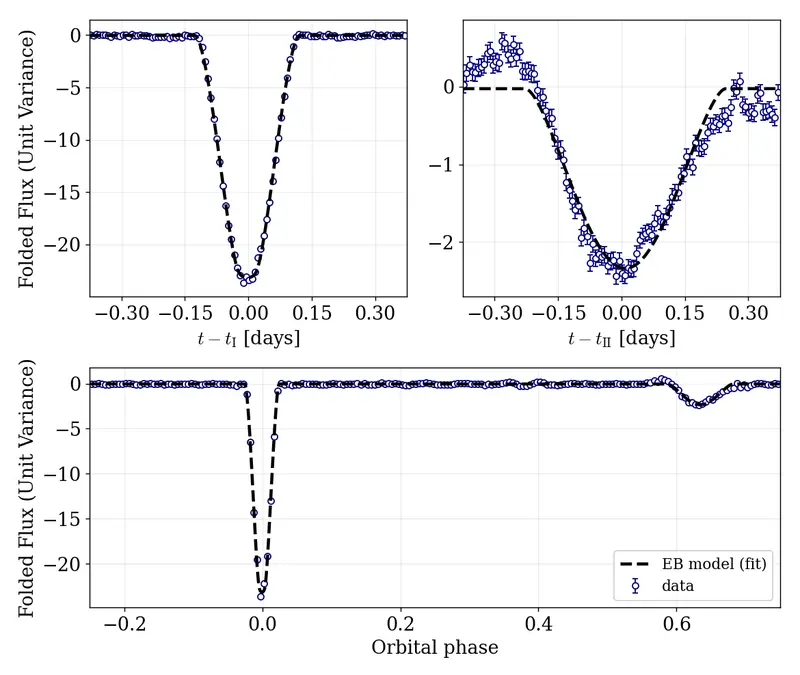 Folded Flux (Unit Variance)
0
−5
−10
−15
−20
−0.30 −0.15 0.00 0.15 0.30
t − t_I [days]
0
−1
−2
−0.30 −0.15 0.00 0.15 0.30
t − t_II [days]
Folded Flux (Unit Variance)
0
−5
−10
−15
−20
−0.2 0.0 0.2 0.4 0.6
Orbital phase
EB model (fit)
data